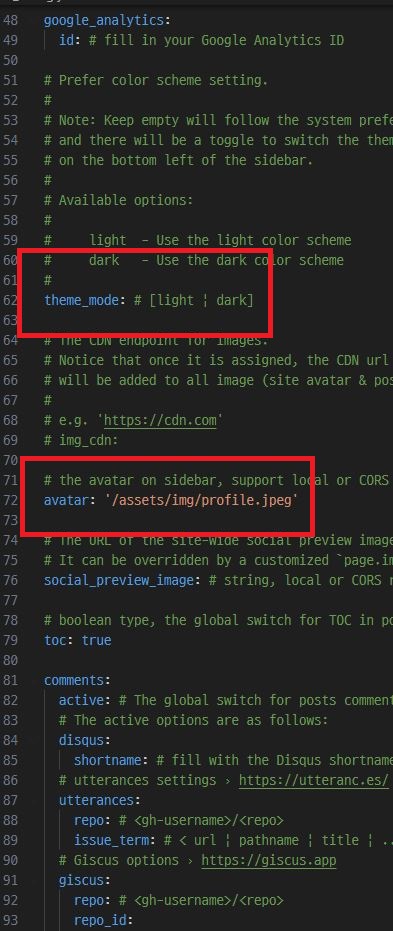 48 google_analytics:
49 id: # fill in your Google Analytics ID
50
51 # Prefer color scheme setting.
52 #
53 # Note: Keep empty will follow the system prefe
54 # and there will be a toggle to switch the them
55 # on the bottom left of the sidebar.
56 #
57 # Available options:
58 #
59 # light - Use the light color scheme
60 # dark - Use the dark color scheme
61 #
62 theme_mode: # [light ¦ dark]
63
64 # The CDN endpoint for images.
65 # Notice that once it is assigned, the CDN url
66 # will be added to all image (site avatar & pos
67 #
68 # e.g. 'https://cdn.com'
69 # img_cdn:
70
71 # the avatar on sidebar, support local or CORS
72 avatar: '/assets/img/profile.jpeg'
73
74 # The URL of the site-wide social preview image
75 # It can be overridden by a customized `page.im
76 social_preview_image: # string, local or CORS r
77
78 # boolean type, the global switch for TOC in po
79 toc: true
80
81 comments:
82 active: # The global switch for posts comment
83 # The active options are as follows:
84 disqus:
85 shortname: # fill with the Disqus shortname
86 # utterances settings › https://utteranc.es/
87 utterances:
88 repo: # <gh-username>/<repo>
89 issue_term: # < url ¦ pathname ¦ title ¦ ..
90 # Giscus options › https://giscus.app
91 giscus:
92 repo: # <gh-username>/<repo>
93 repo_id: